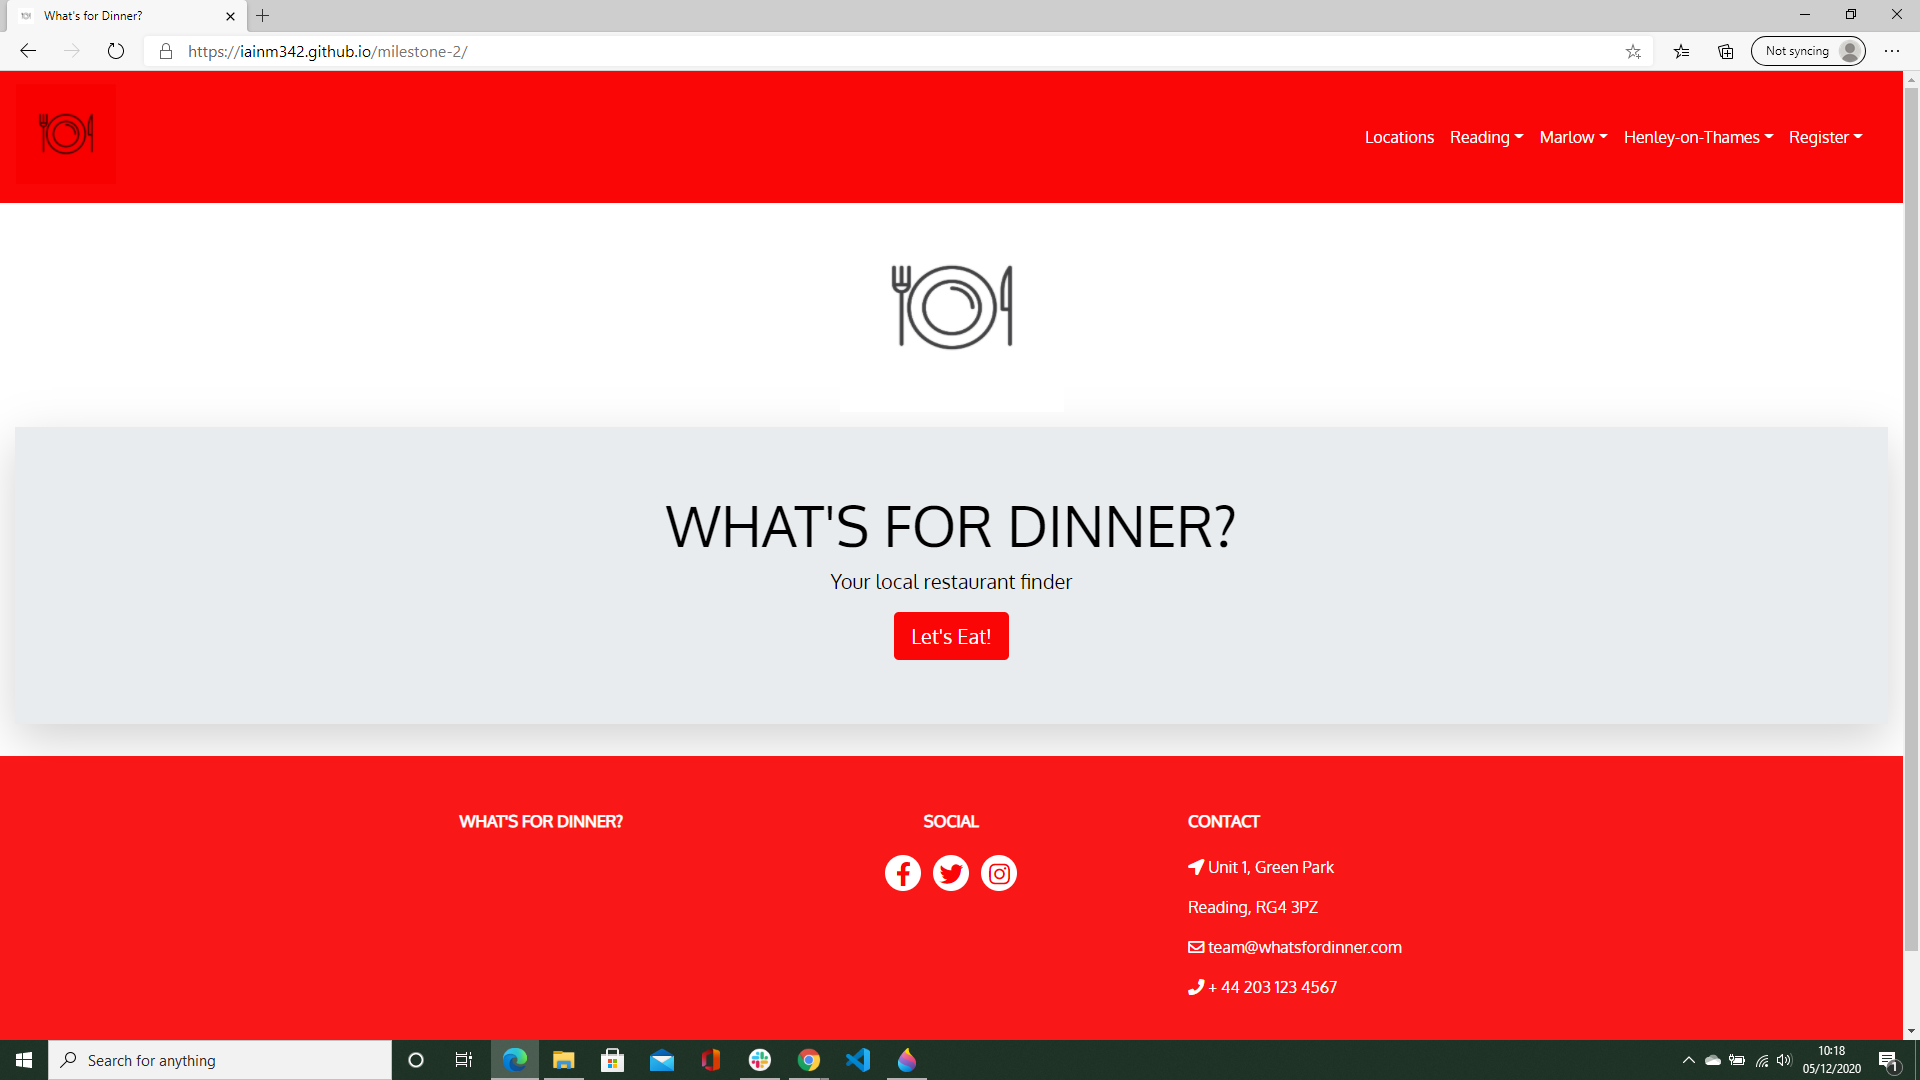 What's for Dinner?
https://iainm342.github.io/milestone-2/
Not syncing
Locations Reading Marlow Henley-on-Thames Register
WHAT'S FOR DINNER?
Your local restaurant finder
Let's Eat!
WHAT'S FOR DINNER?
SOCIAL
CONTACT
Unit 1, Green Park
Reading, RG4 3PZ
team@whatsfordinner.com
+ 44 203 123 4567
Search for anything
10:18
05/12/2020
1